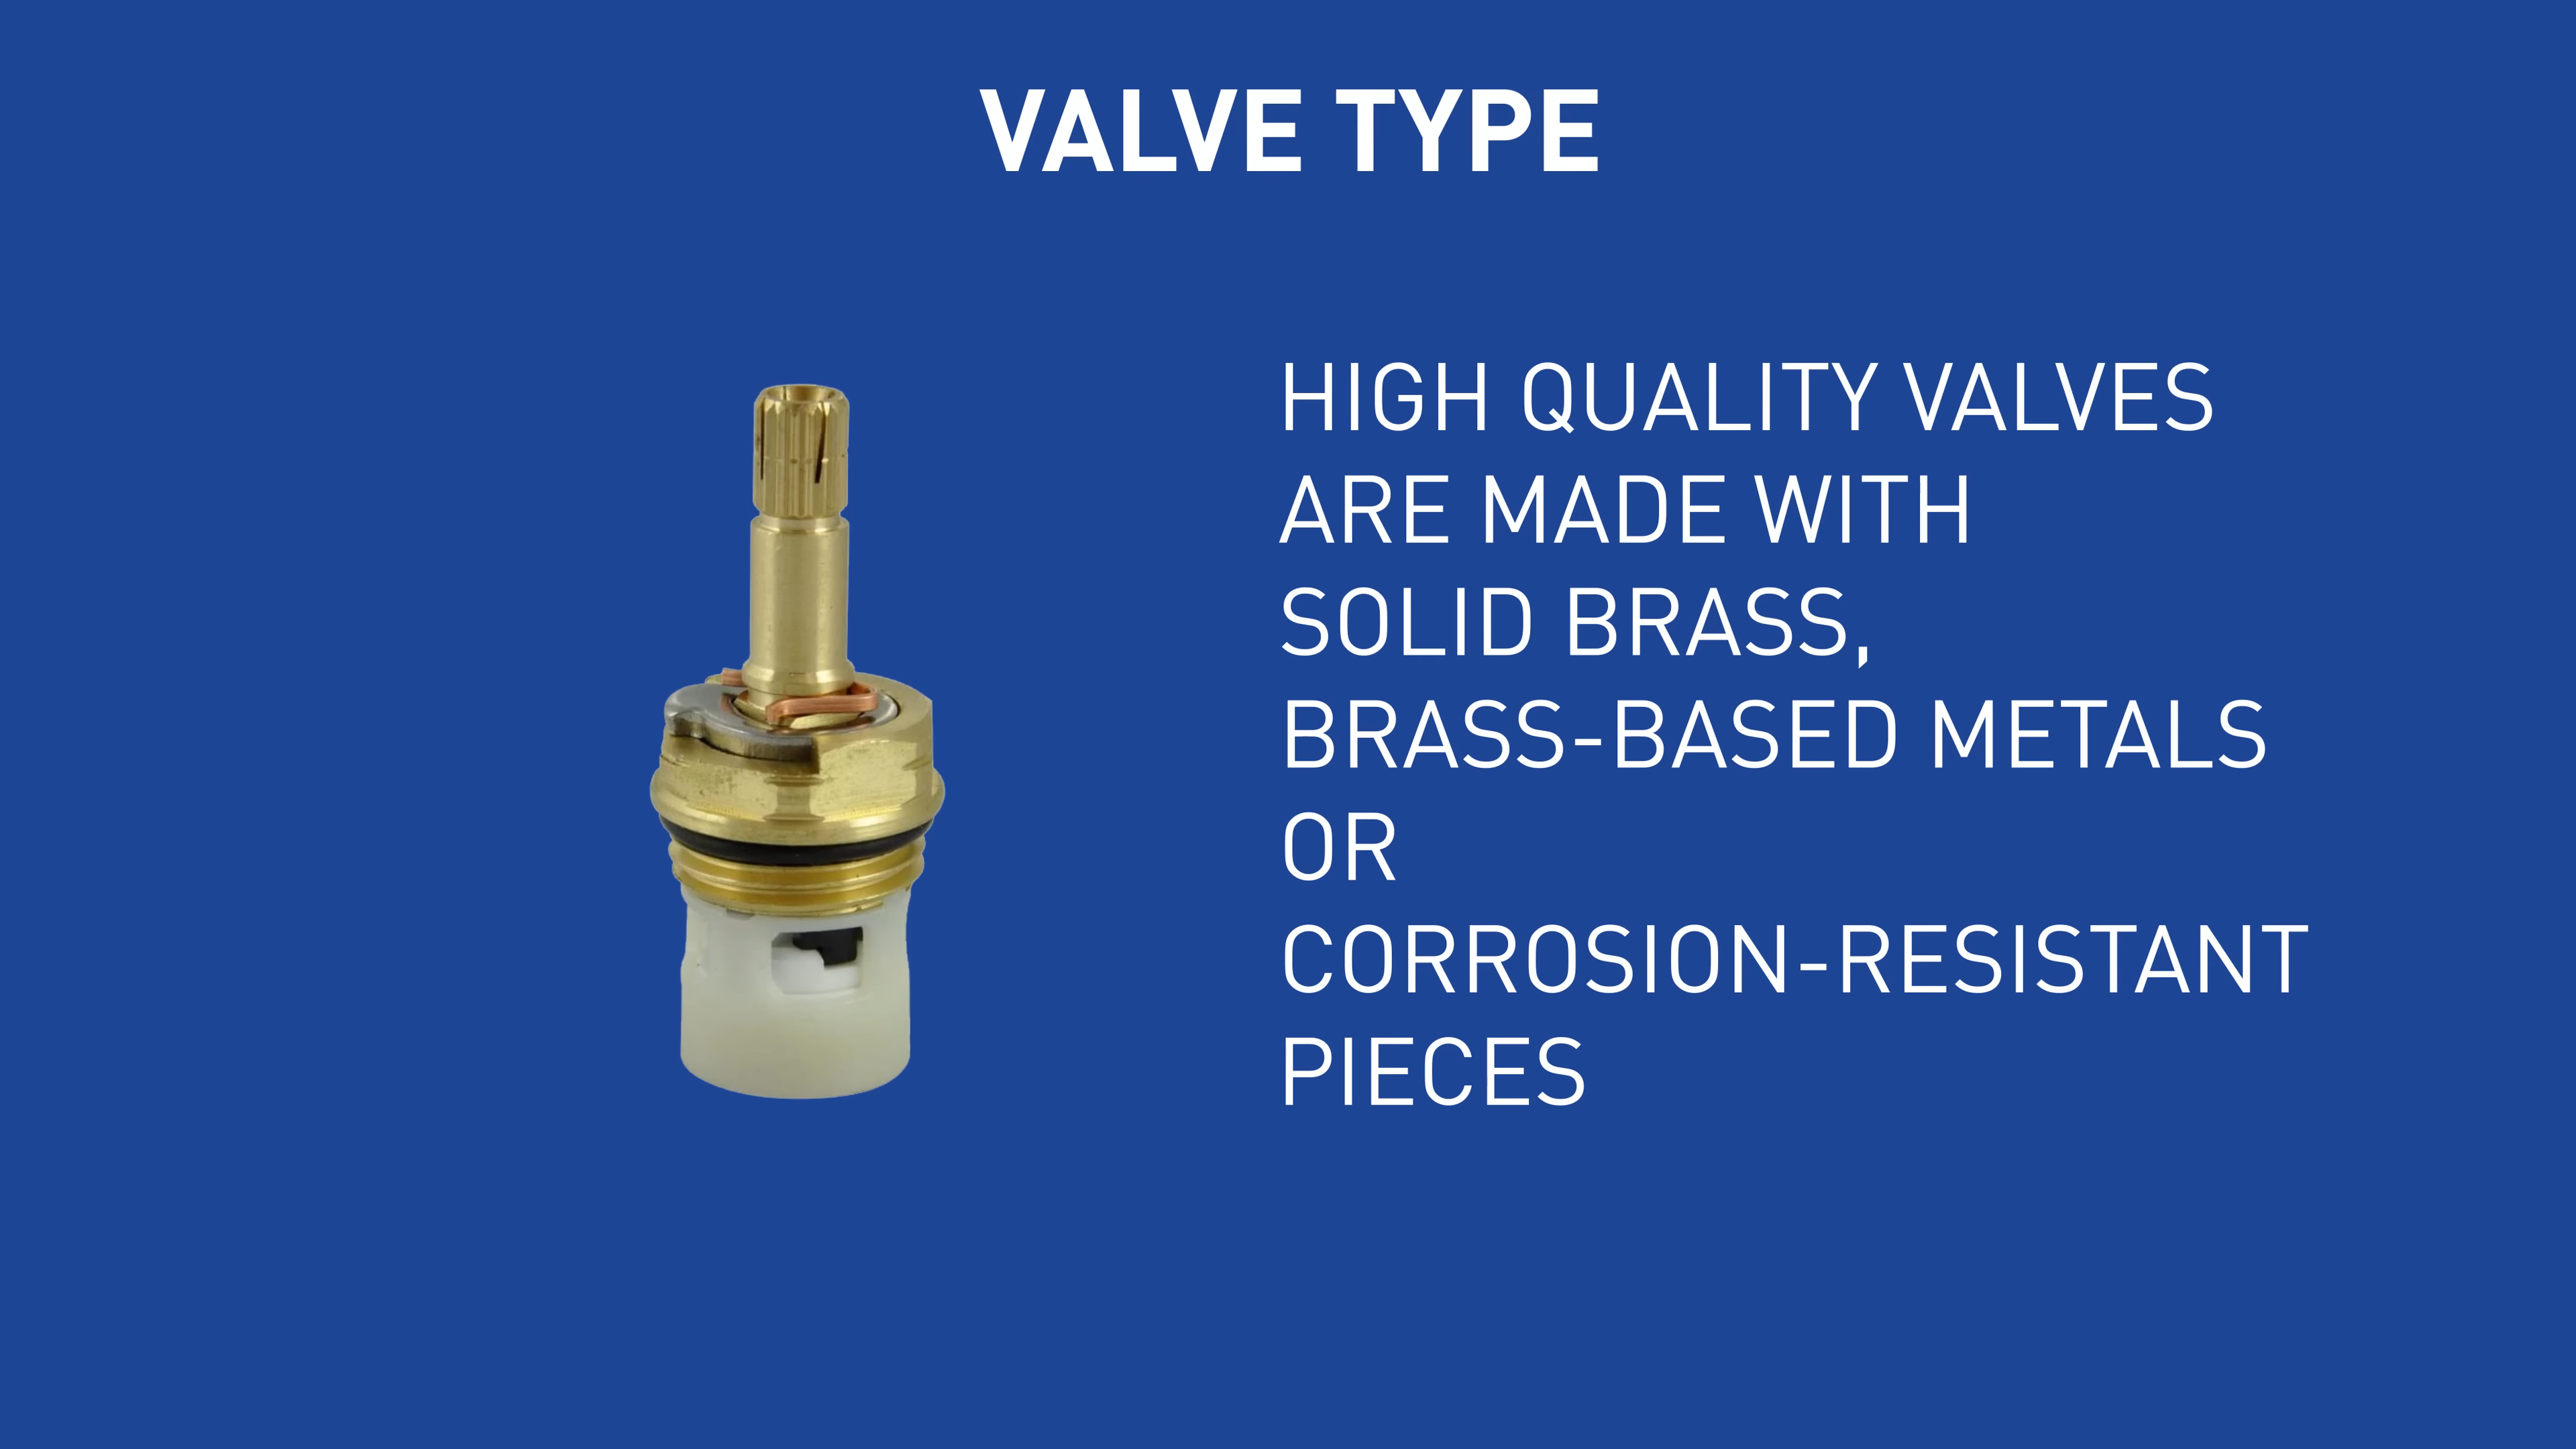 VALVE TYPE
HIGH QUALITY VALVES
ARE MADE WITH
SOLID BRASS,
BRASS-BASED METALS
OR
CORROSION-RESISTANT
PIECES